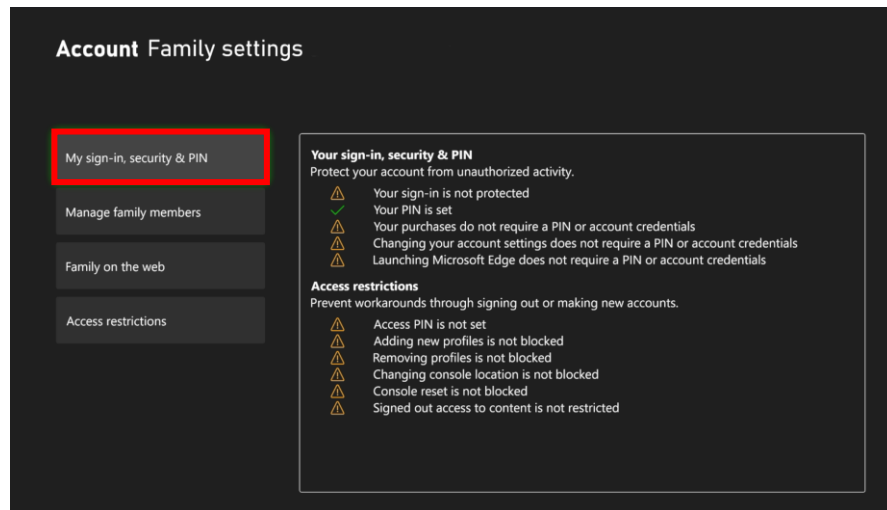 Account Family settings
My sign-in, security & PIN
Manage family members
Family on the web
Access restrictions
Your sign-in, security & PIN
Protect your account from unauthorized activity.
Your sign-in is not protected
Your PIN is set
Your purchases do not require a PIN or account credentials
Changing your account settings does not require a PIN or account credentials
Launching Microsoft Edge does not require a PIN or account credentials
Access restrictions
Prevent workarounds through signing out or making new accounts.
Access PIN is not set
Adding new profiles is not blocked
Removing profiles is not blocked
Changing console location is not blocked
Console reset is not blocked
Signed out access to content is not restricted